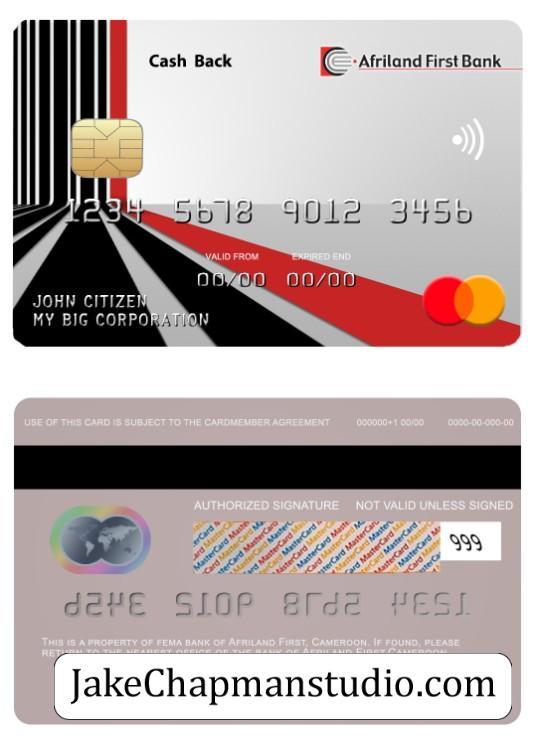 Cash Back
Afriland First Bank
1234 5678 9012 3456
VALID FROM EXPIRED END
00/00 00/00
JOHN CITIZEN
MY BIG CORPORATION
USE OF THIS CARD IS SUBJECT TO THE CARDMEMBER AGREEMENT 000000+1 00/00 0000-00-000-00
AUTHORIZED SIGNATURE NOT VALID UNLESS SIGNED
MasterCard MasterCard MasterCard
999
THIS IS A PROPERTY OF FEMA BANK OF AFRILAND FIRST, CAMEROON. IF FOUND, PLEASE
RETURN TO THE NEAREST OFFICE OF THE BANK OF AFRILAND FIRST CAMEROON
JakeChapmanstudio.com